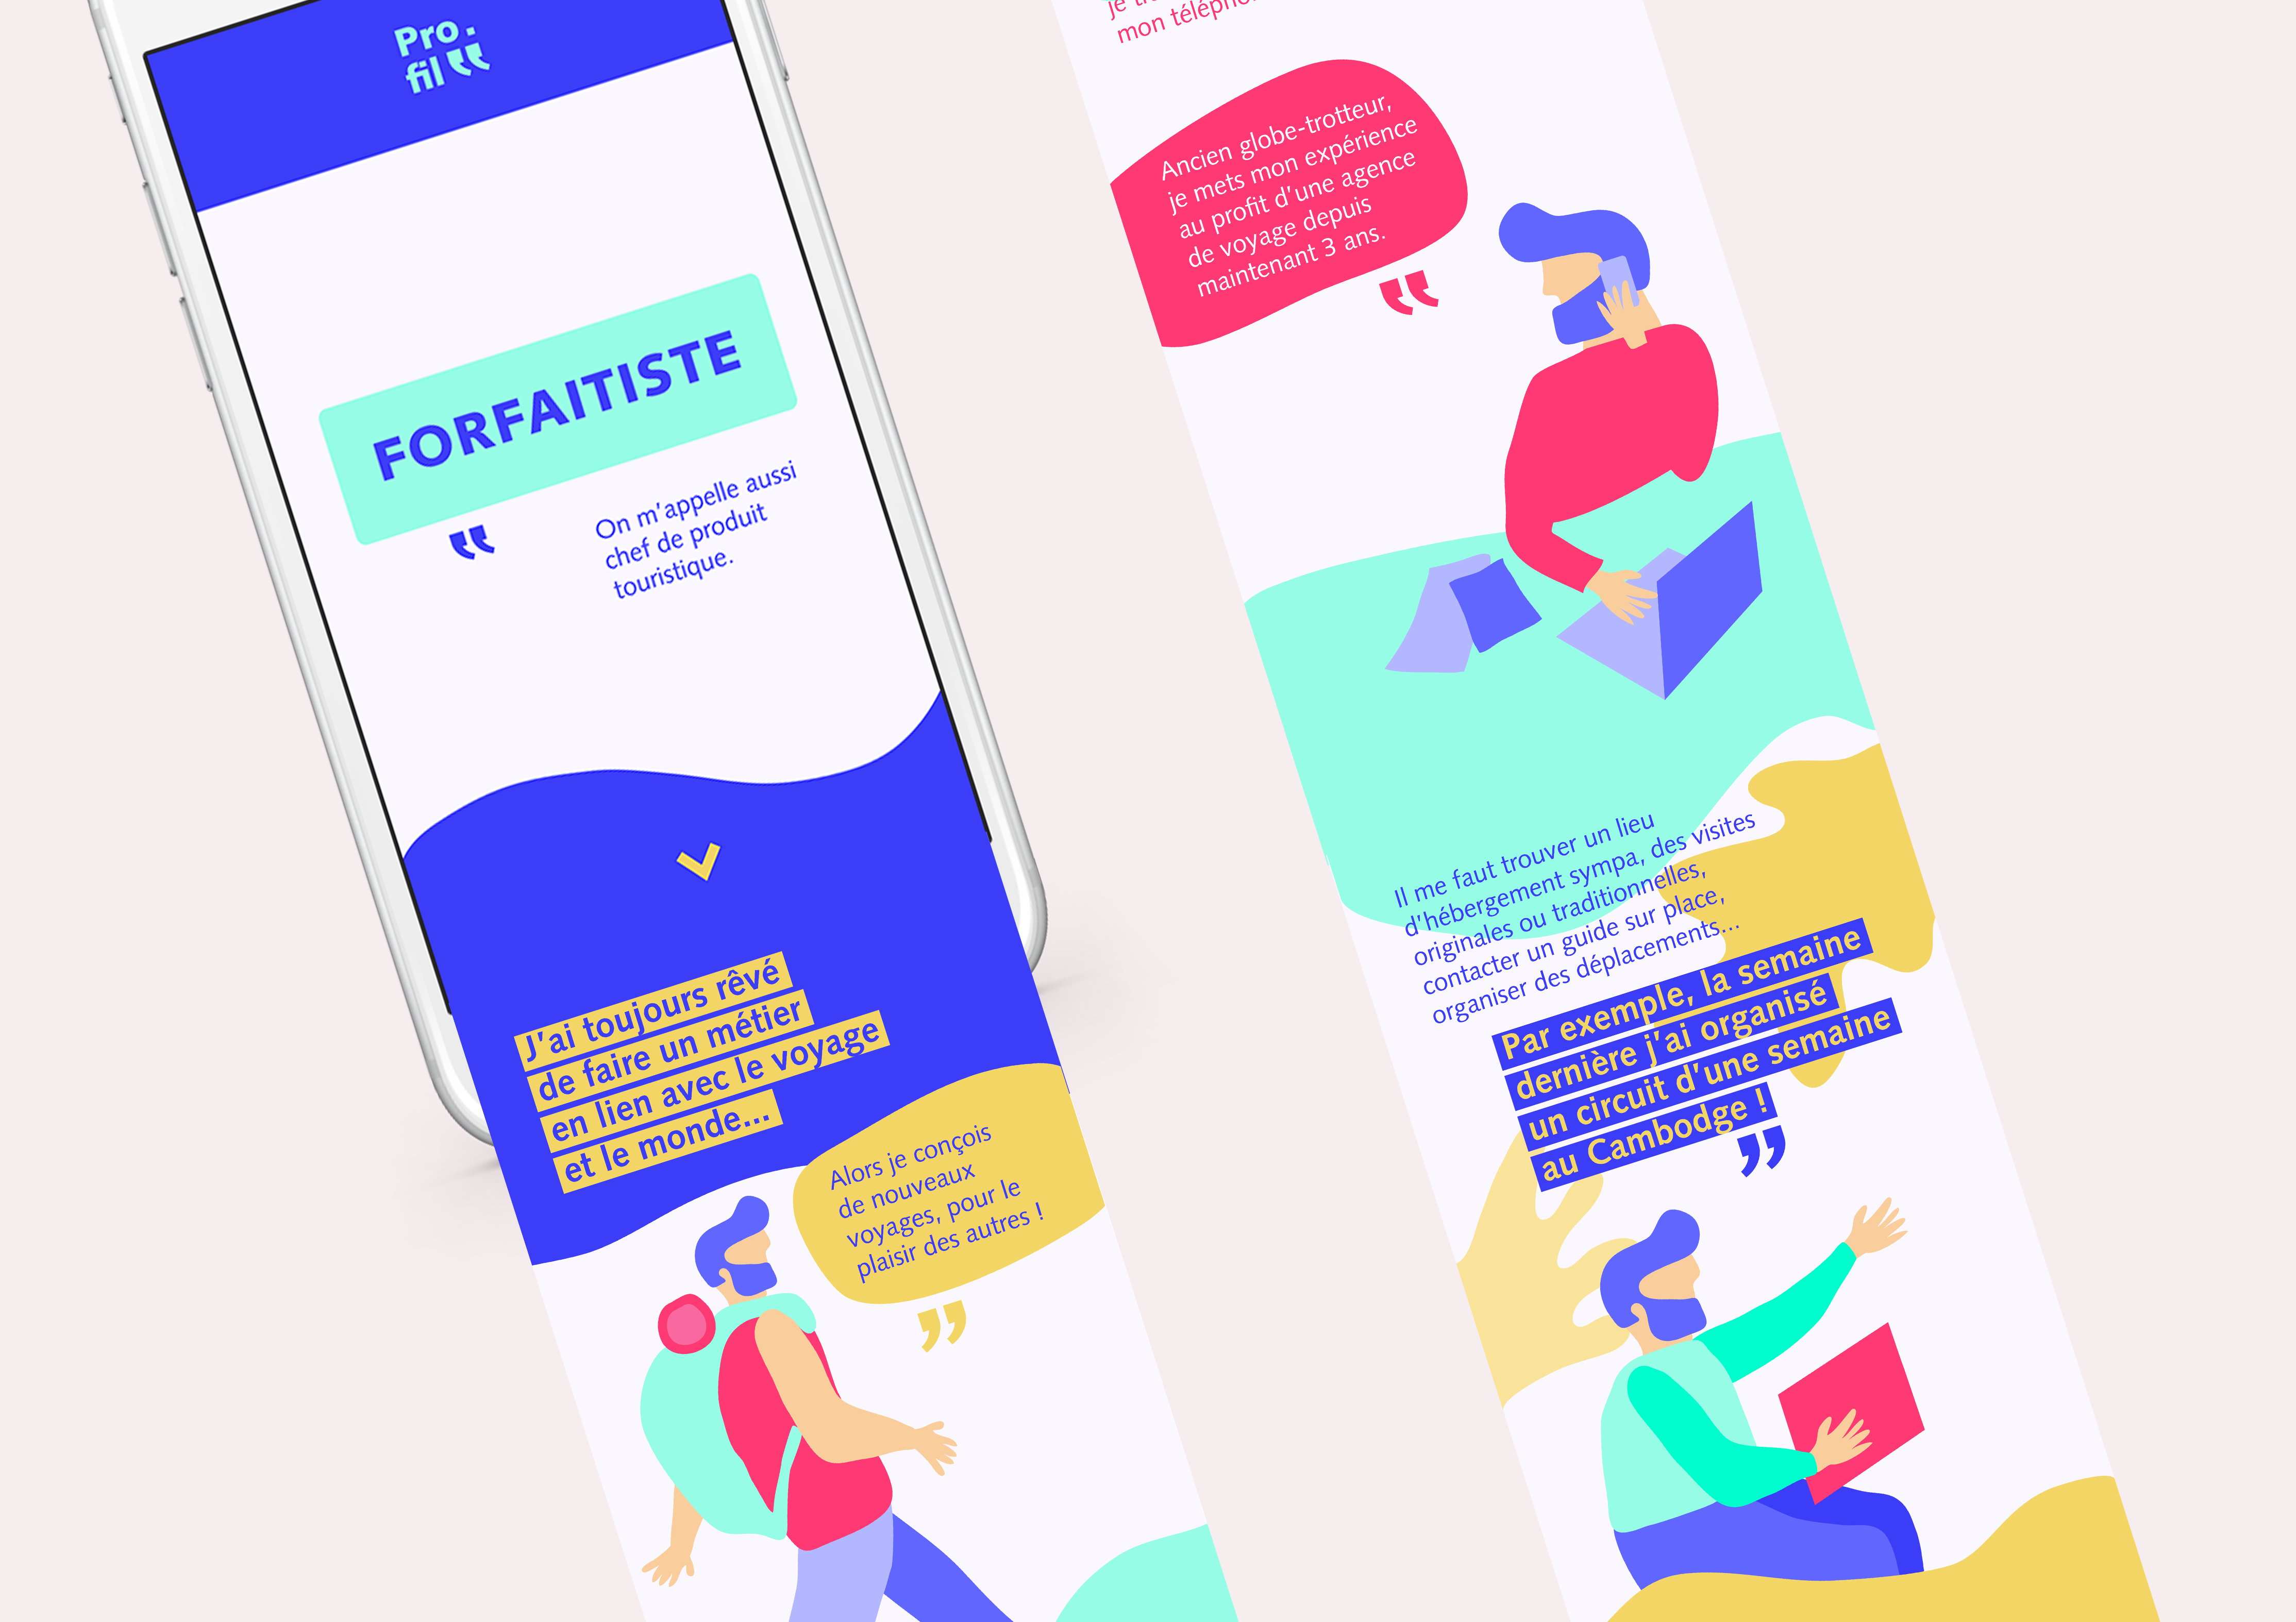 Pro.
fil
FORFAITISTE
“
On m'appelle aussi
chef de produit
touristique.
J'ai toujours rêvé
de faire un métier
en lien avec le voyage
et le monde...
Alors je conçois
de nouveaux
voyages, pour le
plaisir des autres !
”
je
mon
Ancien globe-trotteur,
je mets mon expérience
au profit d'une agence
de voyage depuis
maintenant 3 ans.
“
Il me faut trouver un lieu
d'hébergement sympa, des visites
originales ou traditionnelles,
contacter un guide sur place,
organiser des déplacements...
Par exemple, la semaine
dernière j'ai organisé
un circuit d'une semaine
au Cambodge !
”